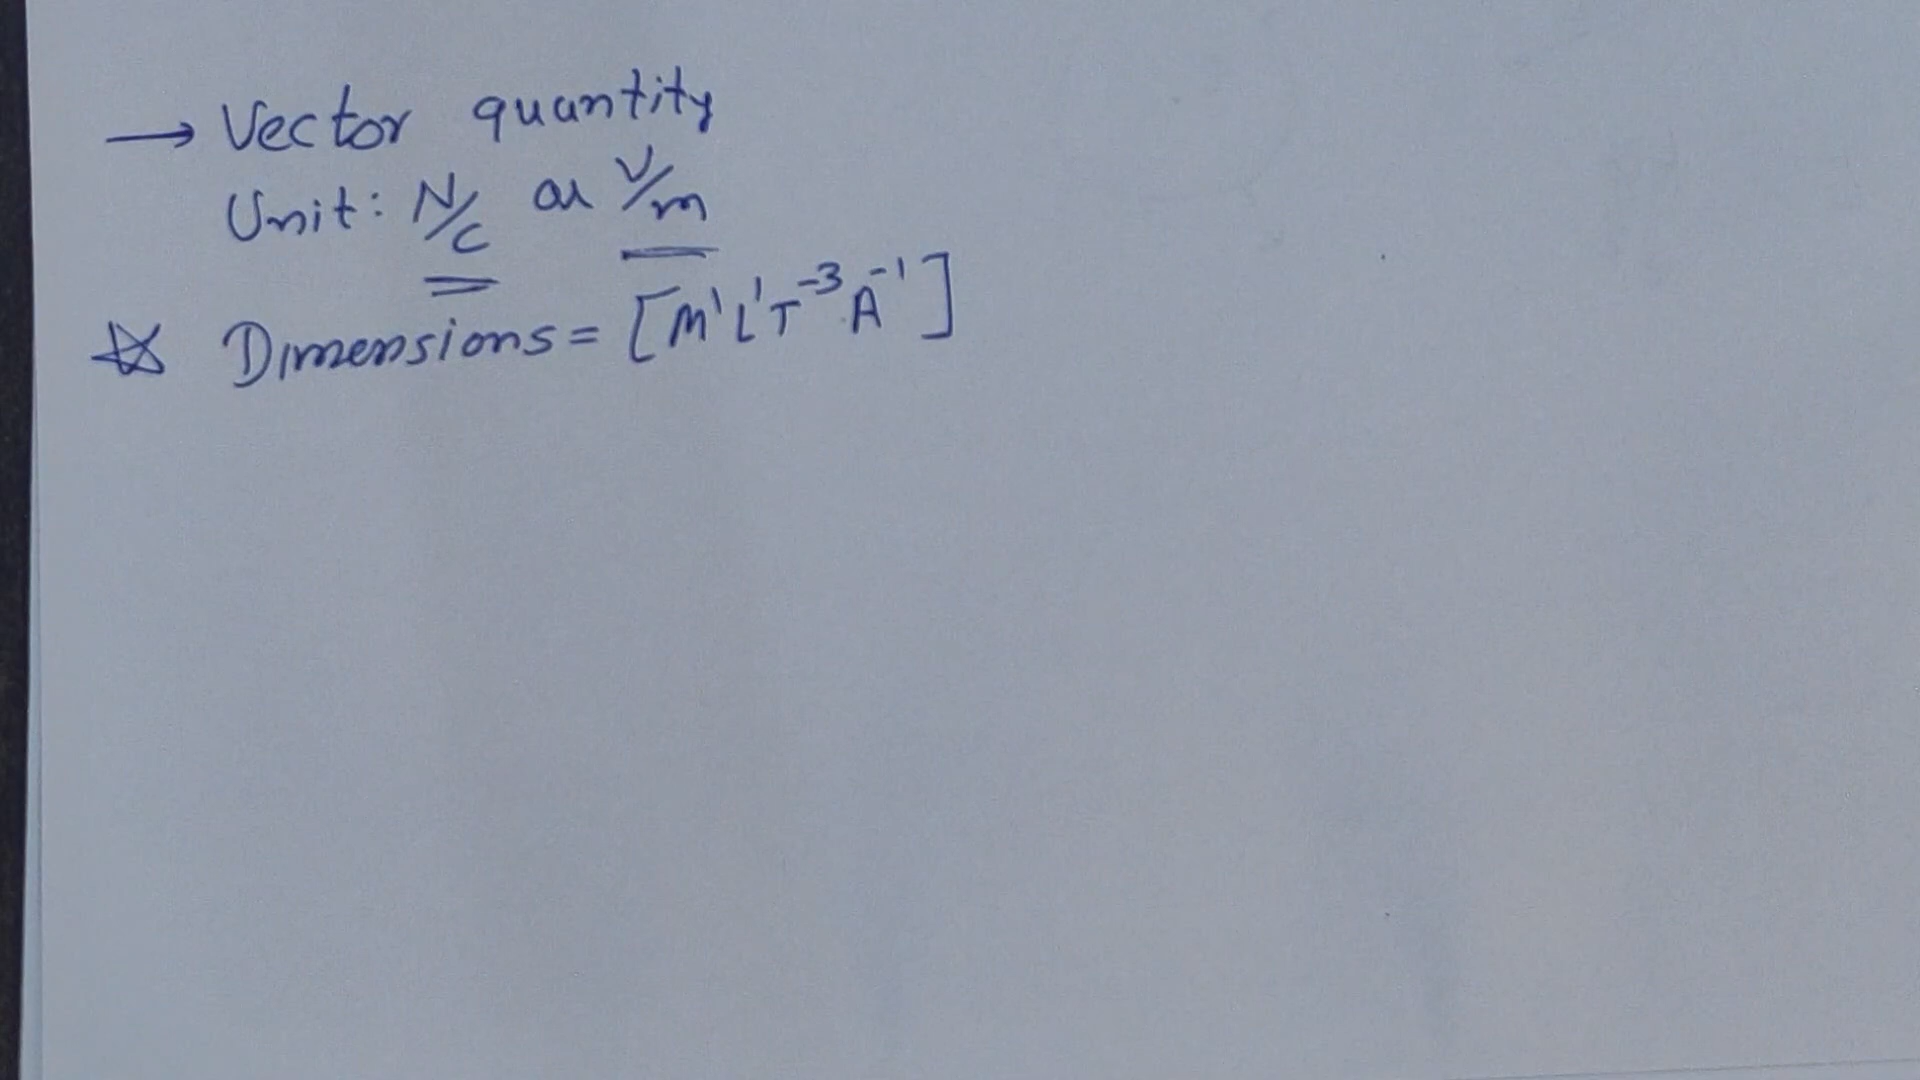 → Vector quantity
Unit: N/C or V/m
☆ Dimensions = [M¹L¹T⁻³A⁻¹]